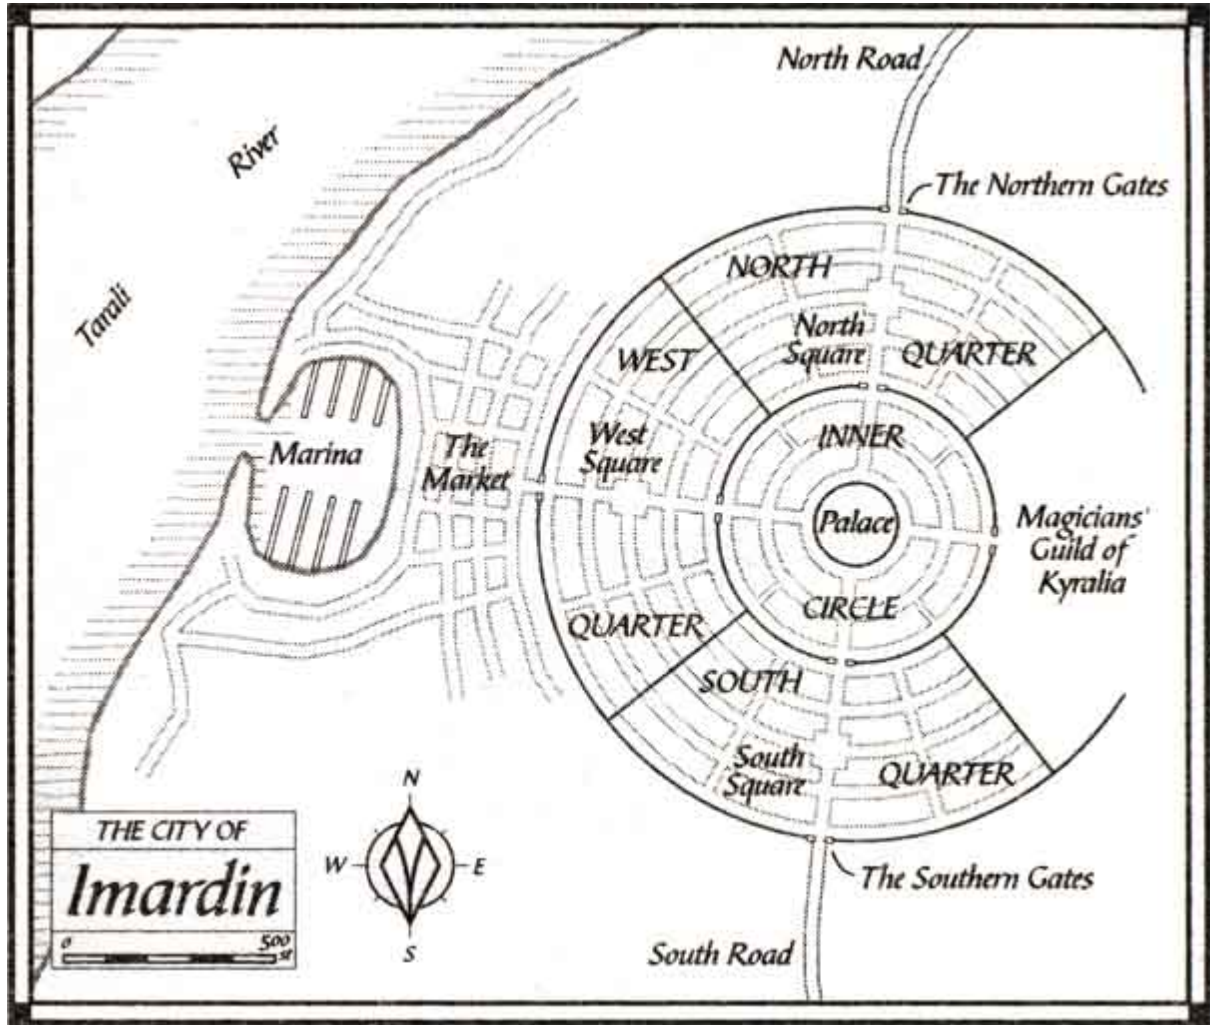 North Road
River
The Northern Gates
NORTH
Tarali
North
Square
WEST
QUARTER
INNER
West
Square
The
Market
Marina
Palace
Magicians'
Guild of
Kyralia
CIRCLE
QUARTER
SOUTH
South
Square
QUARTER
N
W
E
S
THE CITY OF
Imardin
0
500
st
The Southern Gates
South Road